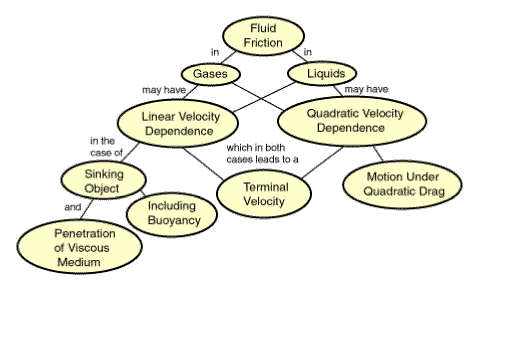 Fluid
Friction
in
in
Gases
Liquids
may have
may have
Linear Velocity
Dependence
Quadratic Velocity
Dependence
in the
case of
which in both
cases leads to a
Sinking
Object
Terminal
Velocity
Motion Under
Quadratic Drag
and
Including
Buoyancy
Penetration
of Viscous
Medium